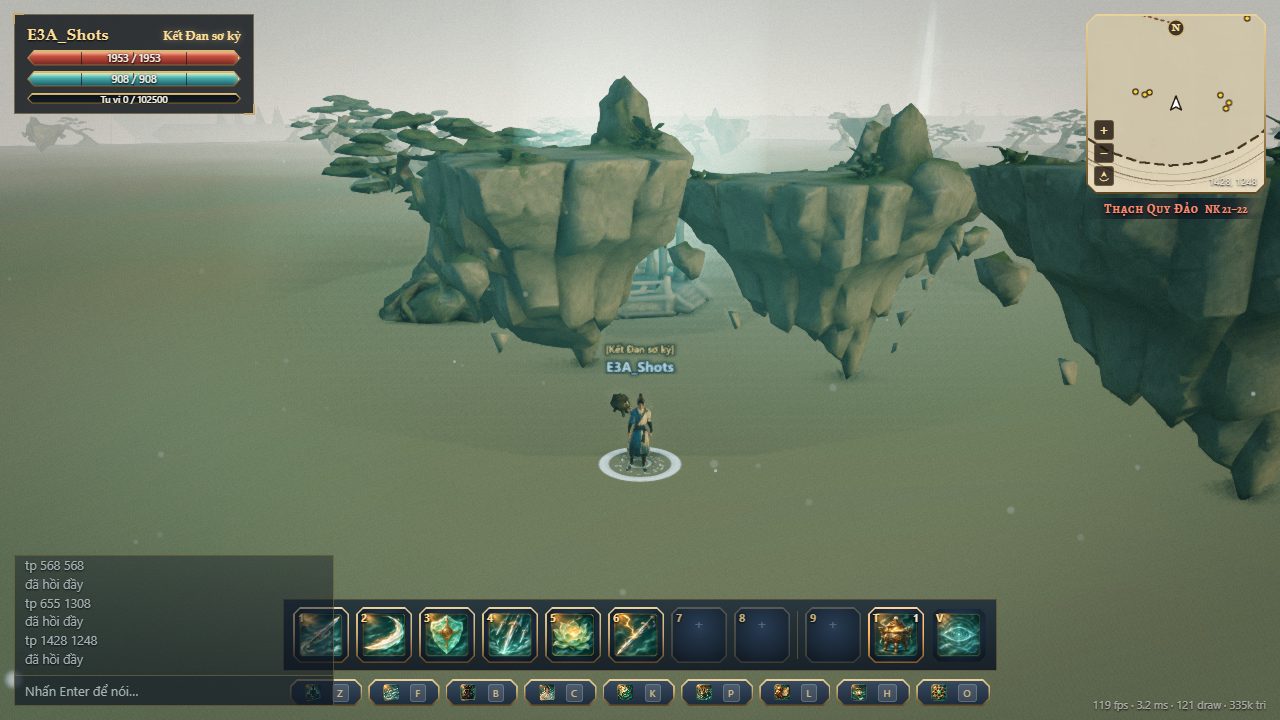 E3A_Shots
Kết Đan sơ kỳ
1953 / 1953
908 / 908
Tu vi 0 / 102500
N
+
−
1428, 1248
Thạch Quy Đảo NK 21–22
[Kết Đan sơ kỳ]
E3A_Shots
tp 568 568
đã hồi đầy
tp 655 1308
đã hồi đầy
tp 1428 1248
đã hồi đầy
Nhấn Enter để nói...
1 2 3 4 5 6 7 + 8 + 9 + T 1 V
Z F B C K P L H O
119 fps · 3.2 ms · 121 draw · 335k tri